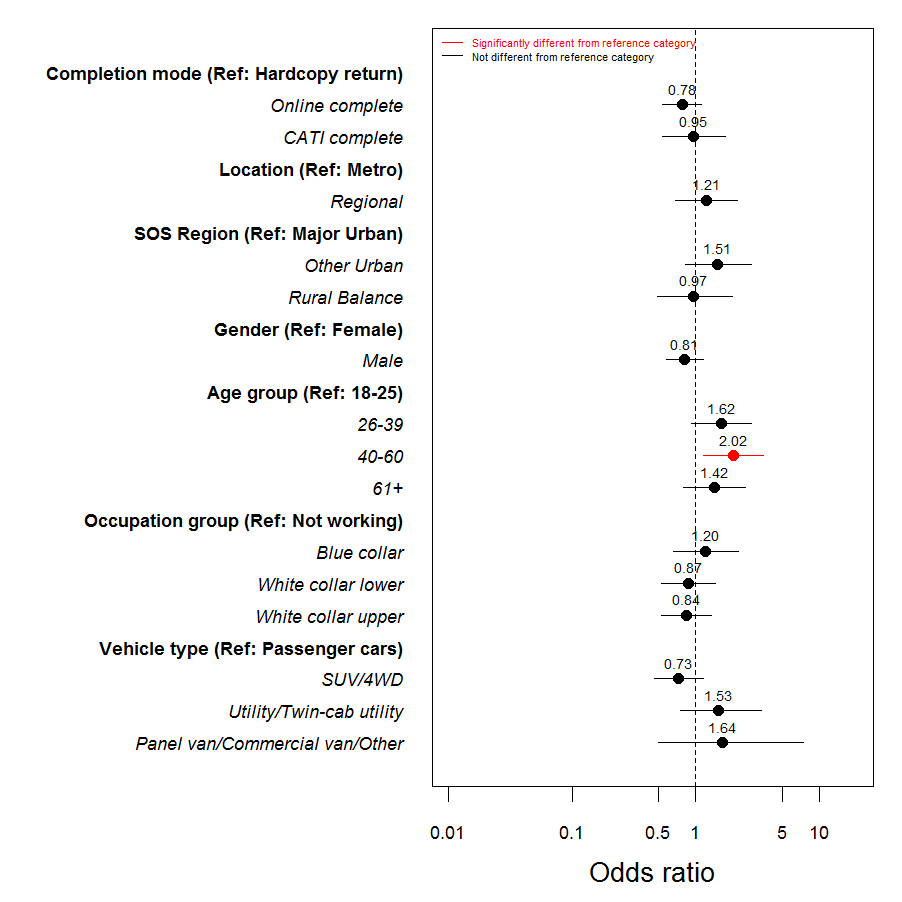 Significantly different from reference category
Not different from reference category
Completion mode (Ref: Hardcopy return)
0.78
Online complete
0.95
CATI complete
Location (Ref: Metro)
1.21
Regional
SOS Region (Ref: Major Urban)
1.51
Other Urban
0.97
Rural Balance
Gender (Ref: Female)
0.81
Male
Age group (Ref: 18-25)
1.62
26-39
2.02
40-60
1.42
61+
Occupation group (Ref: Not working)
1.20
Blue collar
0.87
White collar lower
0.84
White collar upper
Vehicle type (Ref: Passenger cars)
0.73
SUV/4WD
1.53
Utility/Twin-cab utility
1.64
Panel van/Commercial van/Other
0.01 0.1 0.5 1 5 10
Odds ratio